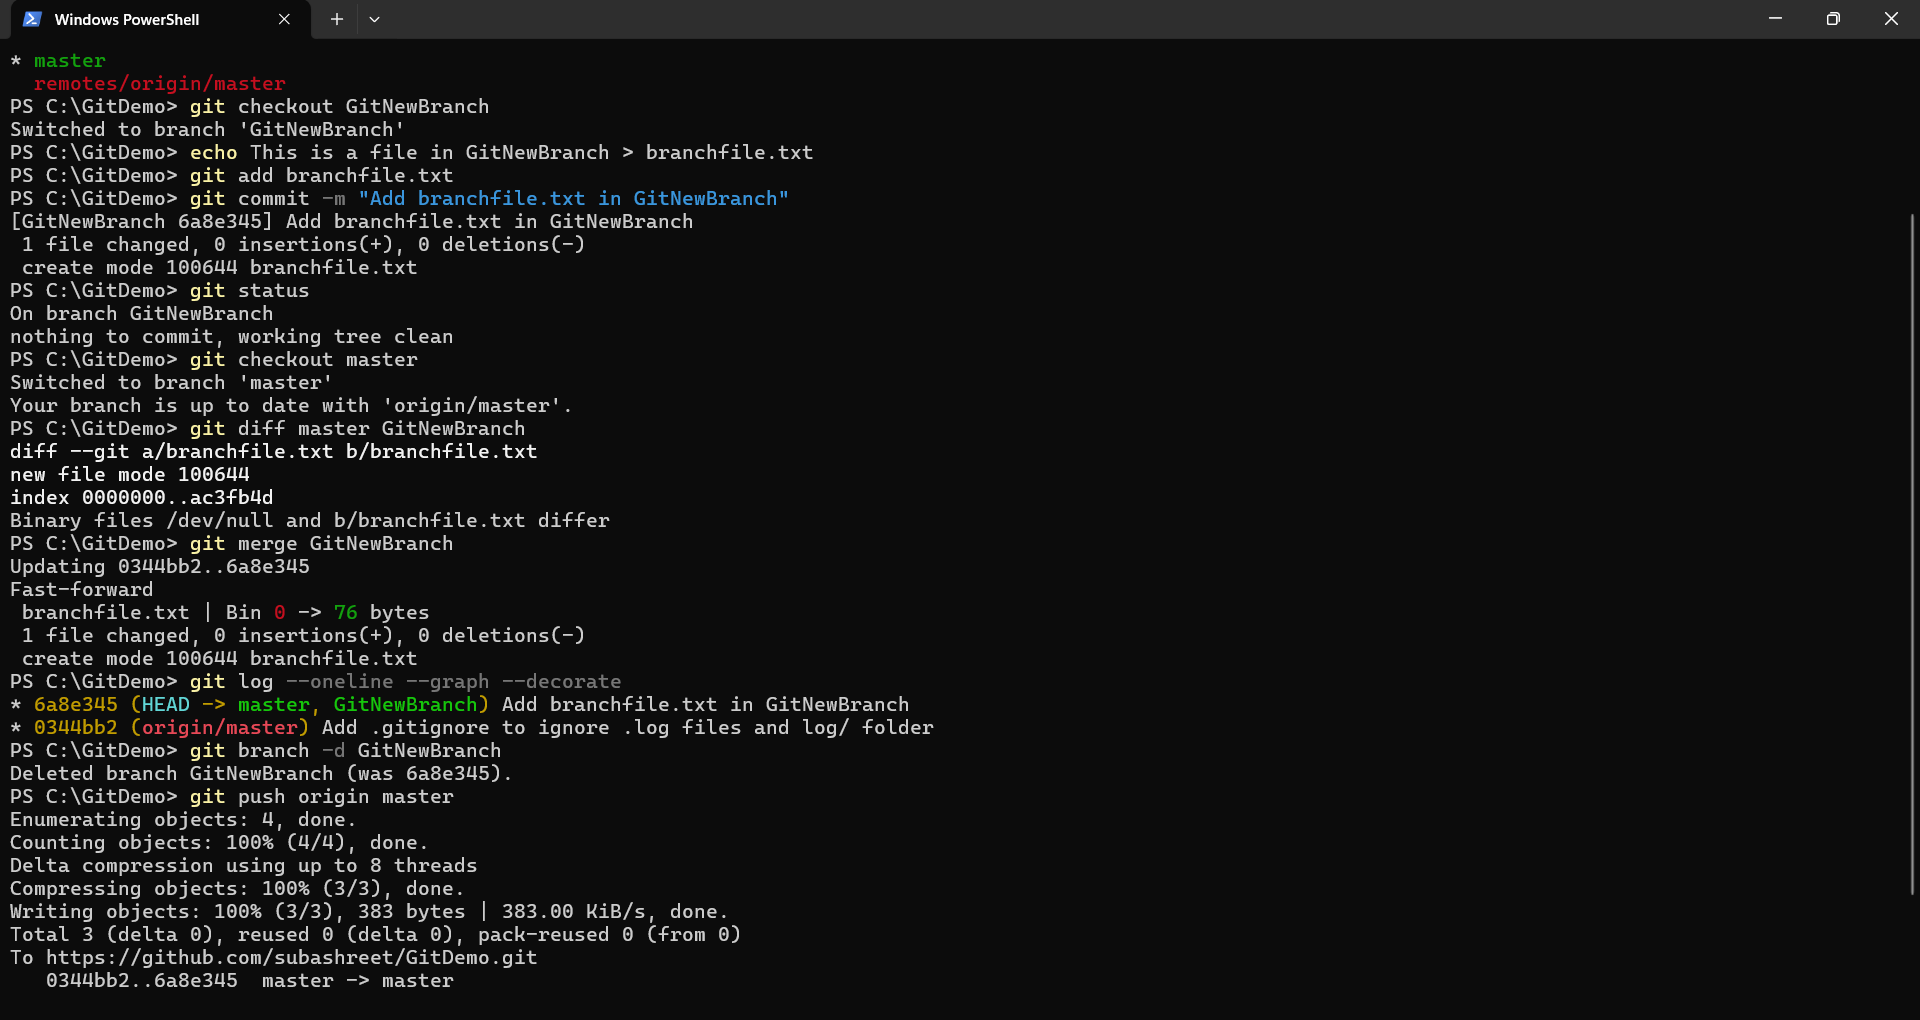 Windows PowerShell
* master
  remotes/origin/master
PS C:\GitDemo> git checkout GitNewBranch
Switched to branch 'GitNewBranch'
PS C:\GitDemo> echo This is a file in GitNewBranch > branchfile.txt
PS C:\GitDemo> git add branchfile.txt
PS C:\GitDemo> git commit -m "Add branchfile.txt in GitNewBranch"
[GitNewBranch 6a8e345] Add branchfile.txt in GitNewBranch
 1 file changed, 0 insertions(+), 0 deletions(-)
 create mode 100644 branchfile.txt
PS C:\GitDemo> git status
On branch GitNewBranch
nothing to commit, working tree clean
PS C:\GitDemo> git checkout master
Switched to branch 'master'
Your branch is up to date with 'origin/master'.
PS C:\GitDemo> git diff master GitNewBranch
diff --git a/branchfile.txt b/branchfile.txt
new file mode 100644
index 0000000..ac3fb4d
Binary files /dev/null and b/branchfile.txt differ
PS C:\GitDemo> git merge GitNewBranch
Updating 0344bb2..6a8e345
Fast-forward
 branchfile.txt | Bin 0 -> 76 bytes
 1 file changed, 0 insertions(+), 0 deletions(-)
 create mode 100644 branchfile.txt
PS C:\GitDemo> git log --oneline --graph --decorate
* 6a8e345 (HEAD -> master, GitNewBranch) Add branchfile.txt in GitNewBranch
* 0344bb2 (origin/master) Add .gitignore to ignore .log files and log/ folder
PS C:\GitDemo> git branch -d GitNewBranch
Deleted branch GitNewBranch (was 6a8e345).
PS C:\GitDemo> git push origin master
Enumerating objects: 4, done.
Counting objects: 100% (4/4), done.
Delta compression using up to 8 threads
Compressing objects: 100% (3/3), done.
Writing objects: 100% (3/3), 383 bytes | 383.00 KiB/s, done.
Total 3 (delta 0), reused 0 (delta 0), pack-reused 0 (from 0)
To https://github.com/subashreet/GitDemo.git
   0344bb2..6a8e345  master -> master